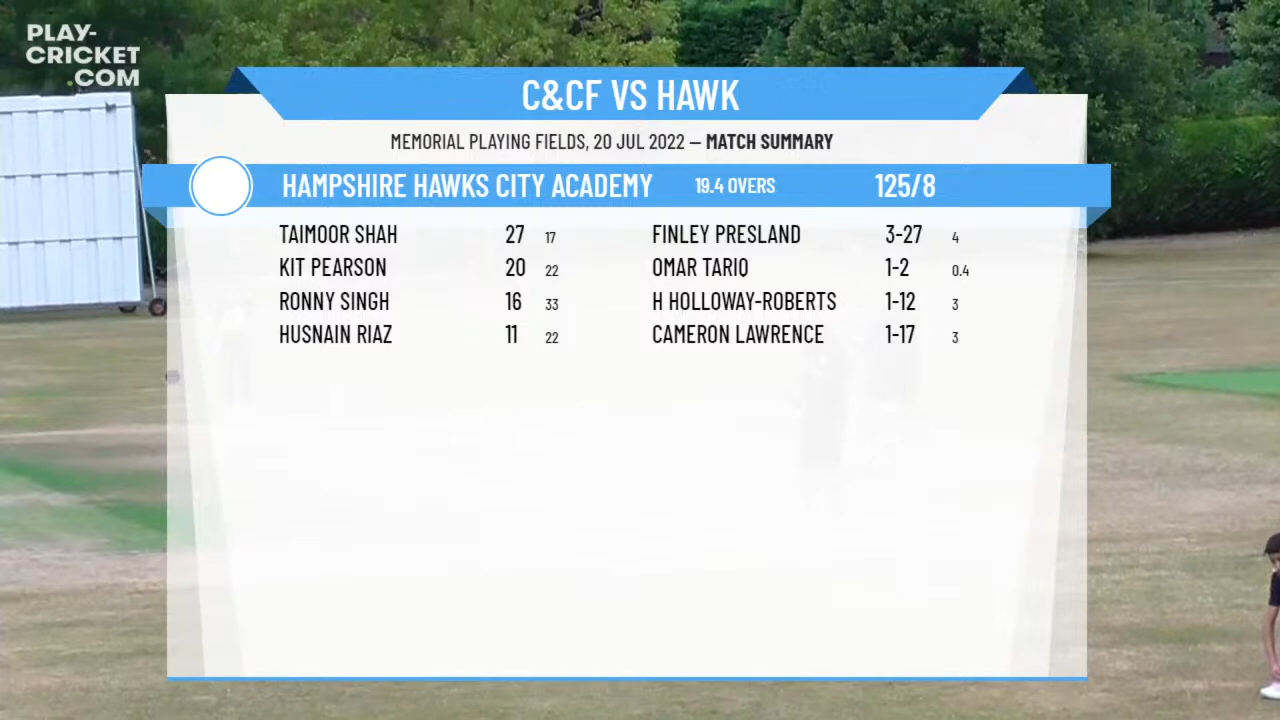 PLAY-
CRICKET
.COM
C&CF VS HAWK
MEMORIAL PLAYING FIELDS, 20 JUL 2022 – MATCH SUMMARY
HAMPSHIRE HAWKS CITY ACADEMY 19.4 OVERS 125/8
TAIMOOR SHAH 27 17 FINLEY PRESLAND 3-27 4
KIT PEARSON 20 22 OMAR TARIQ 1-2 0.4
RONNY SINGH 16 33 H HOLLOWAY-ROBERTS 1-12 3
HUSNAIN RIAZ 11 22 CAMERON LAWRENCE 1-17 3